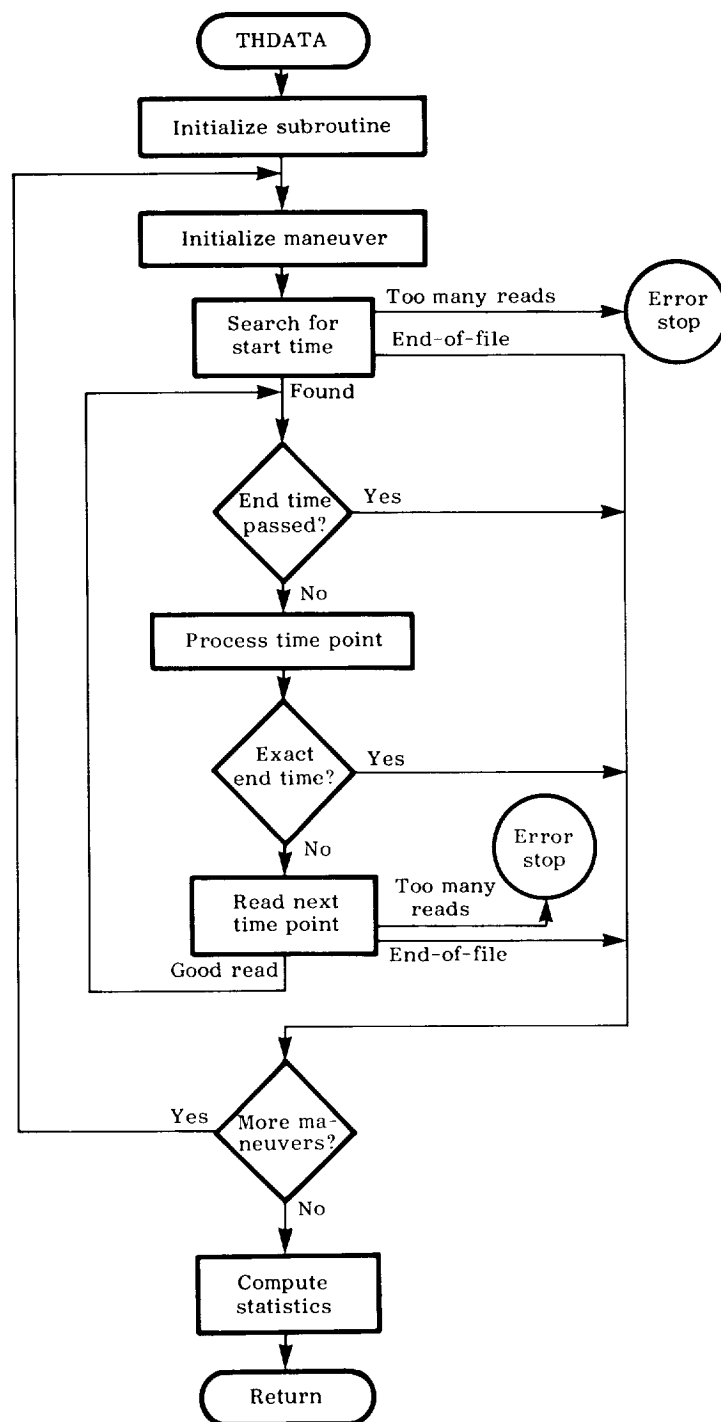 THDATA
Initialize subroutine
Initialize maneuver
Search for
start time
Too many reads
Error
stop
End-of-file
Found
End time
passed?
Yes
No
Process time point
Exact
end time?
Yes
No
Error
stop
Read next
time point
Too many
reads
End-of-file
Good read
More ma-
neuvers?
Yes
No
Compute
statistics
Return